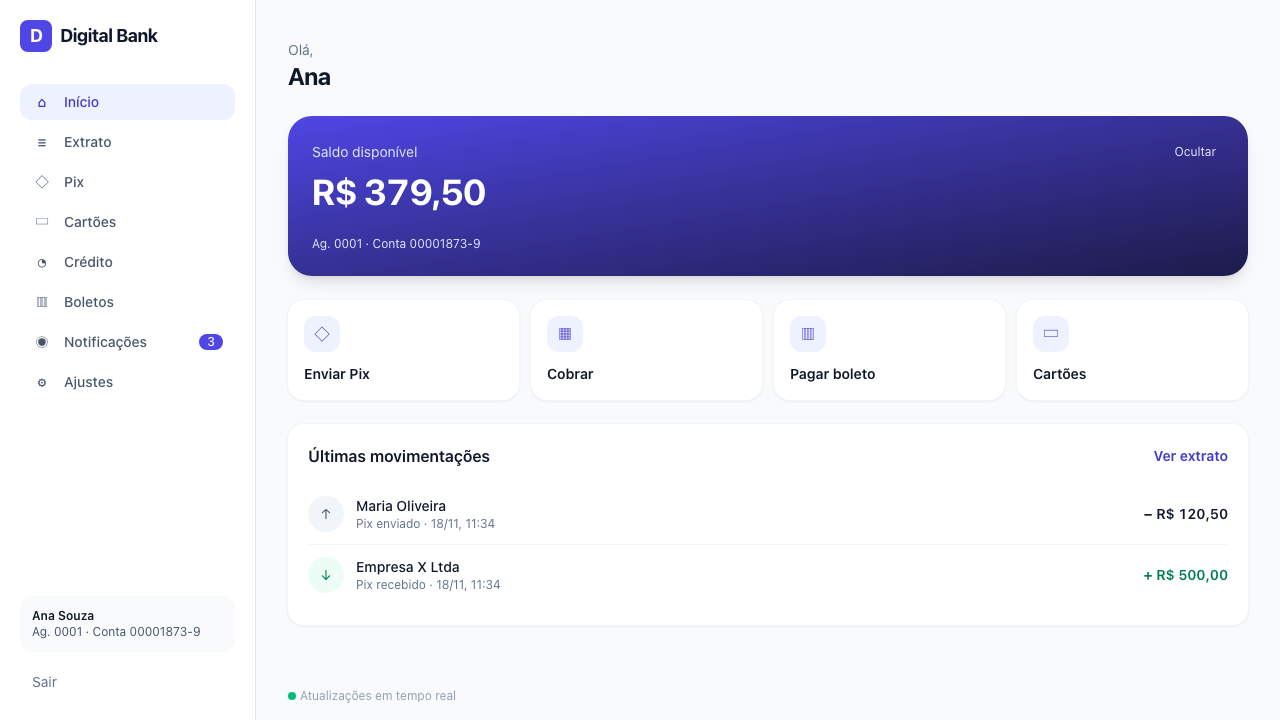 D Digital Bank
Início
Extrato
Pix
Cartões
Crédito
Boletos
Notificações 3
Ajustes
Ana Souza
Ag. 0001 · Conta 00001873-9
Sair
Olá,
Ana
Saldo disponível
Ocultar
R$ 379,50
Ag. 0001 · Conta 00001873-9
Enviar Pix
Cobrar
Pagar boleto
Cartões
Últimas movimentações
Ver extrato
Maria Oliveira
Pix enviado · 18/11, 11:34
− R$ 120,50
Empresa X Ltda
Pix recebido · 18/11, 11:34
+ R$ 500,00
Atualizações em tempo real